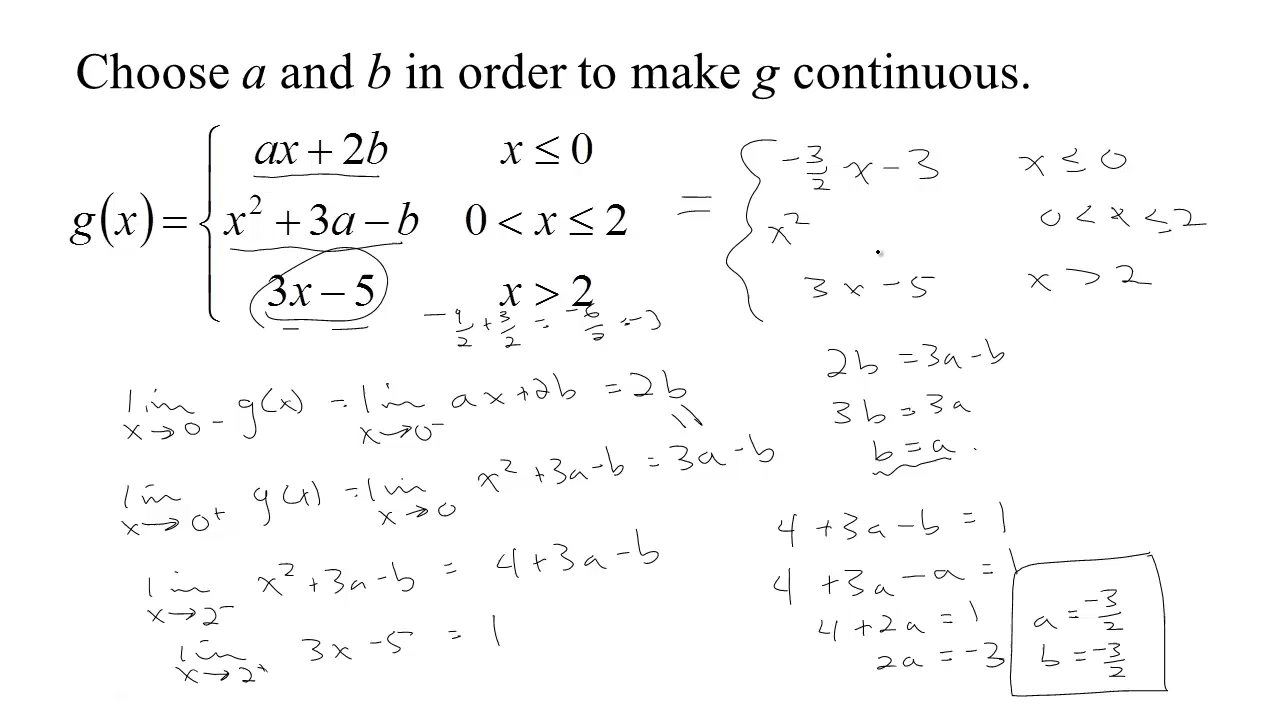 Choose a and b in order to make g continuous.
g(x) = { ax + 2b x ≤ 0
x² + 3a − b 0 < x ≤ 2
3x − 5 x > 2
= { -3/2 x - 3 x ≤ 0
x² 0 < x ≤ 2
3x - 5 x > 2
-9/2 + 3/2 = -6/2 = -3
lim x→0⁻ g(x) = lim x→0⁻ ax + 2b = 2b
=
lim x→0⁺ g(x) = lim x→0 x² + 3a - b = 3a - b
lim x→2⁻ x² + 3a - b = 4 + 3a - b
lim x→2⁺ 3x - 5 = 1
2b = 3a - b
3b = 3a
b = a.
4 + 3a - b = 1
4 + 3a - a = 1
4 + 2a = 1
2a = -3
a = -3/2
b = -3/2